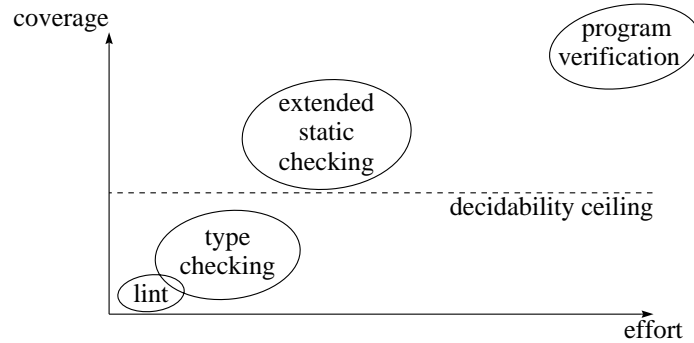 coverage
program
verification
extended
static
checking
decidability ceiling
type
checking
lint
effort